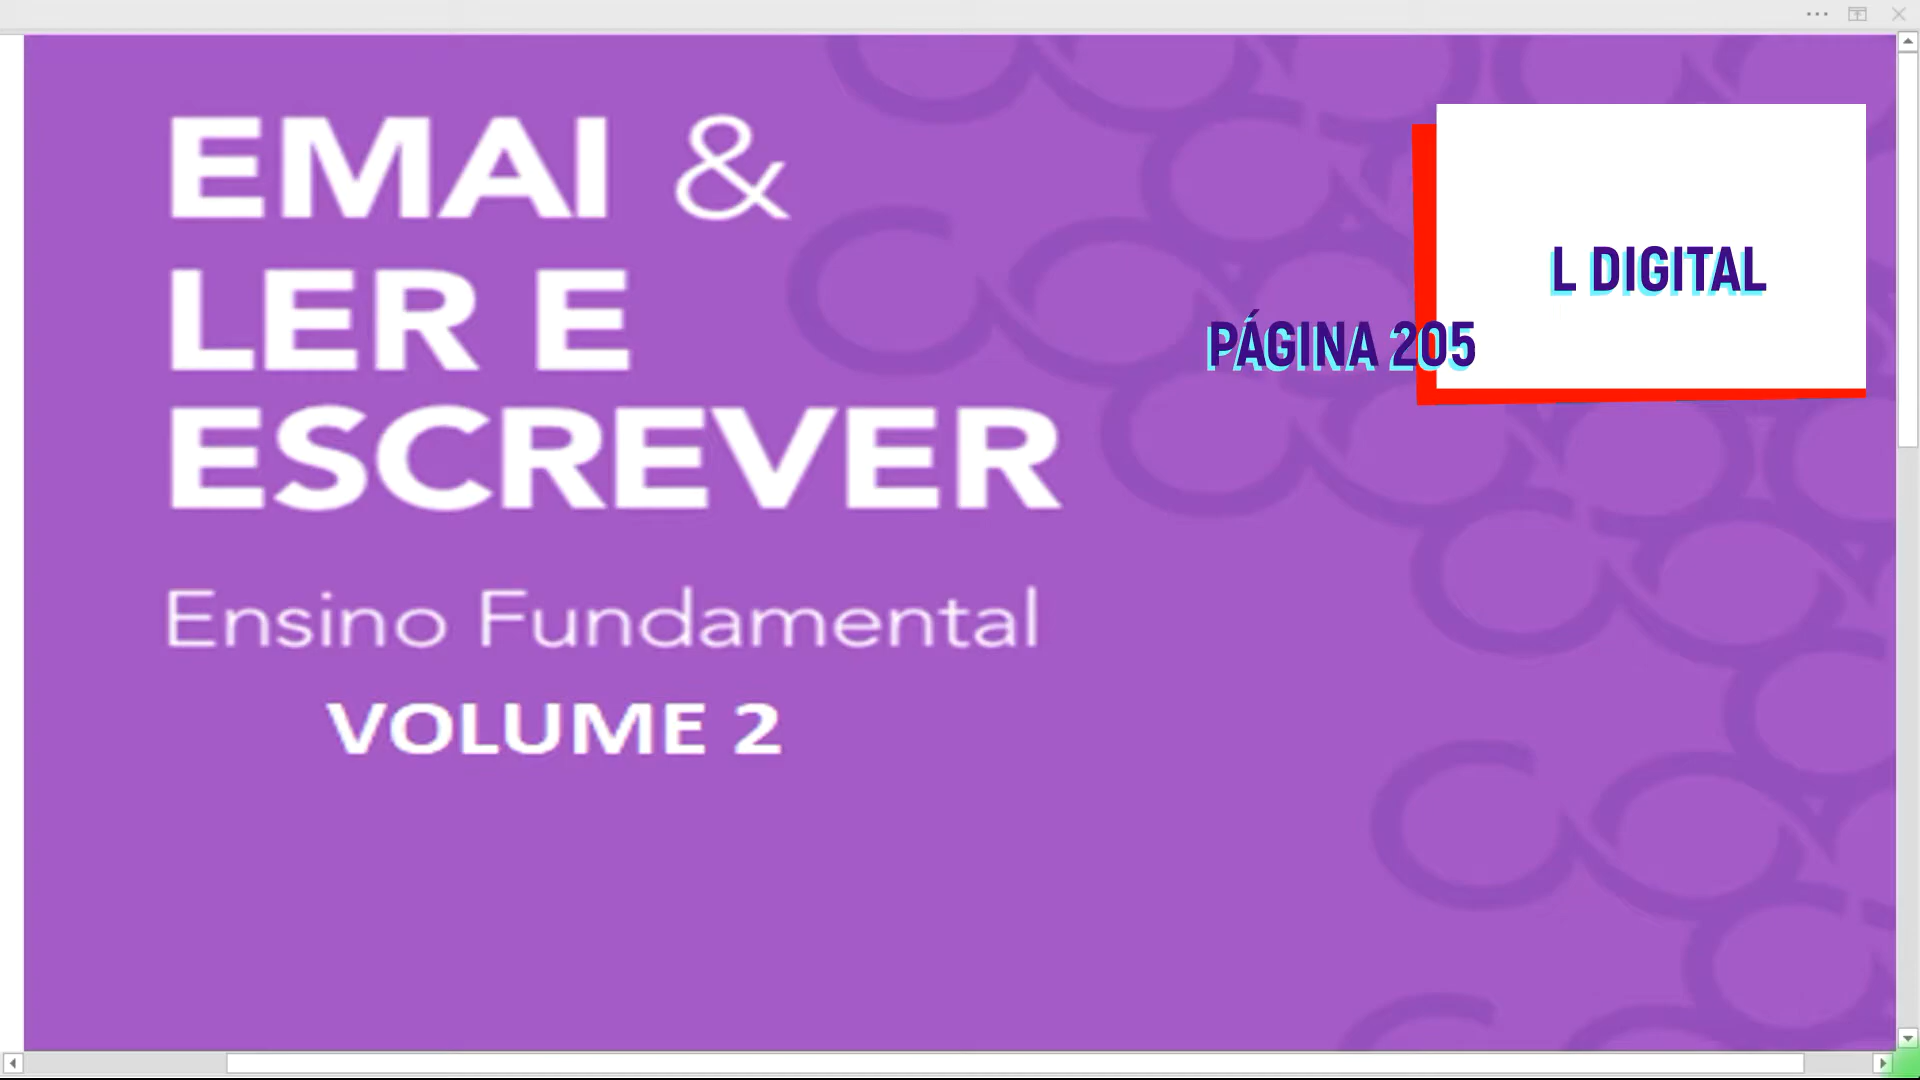 EMAI &
LER E
ESCREVER
Ensino Fundamental
VOLUME 2
L DIGITAL
PÁGINA 205